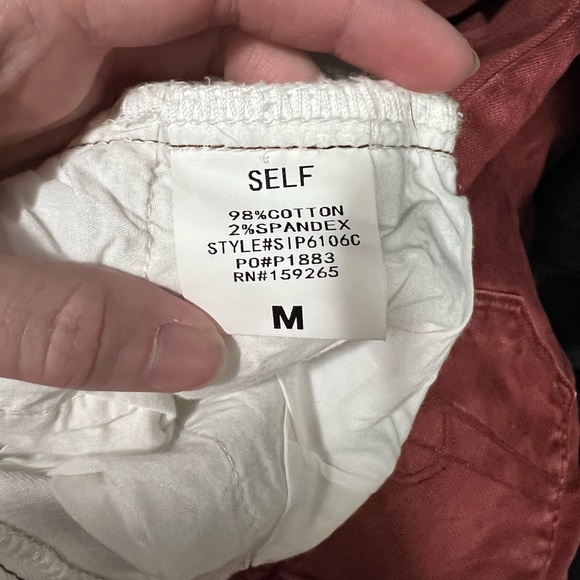 SELF
98%COTTON
2%SPANDEX
STYLE#SIP6106C
PO#P1883
RN#159265
M